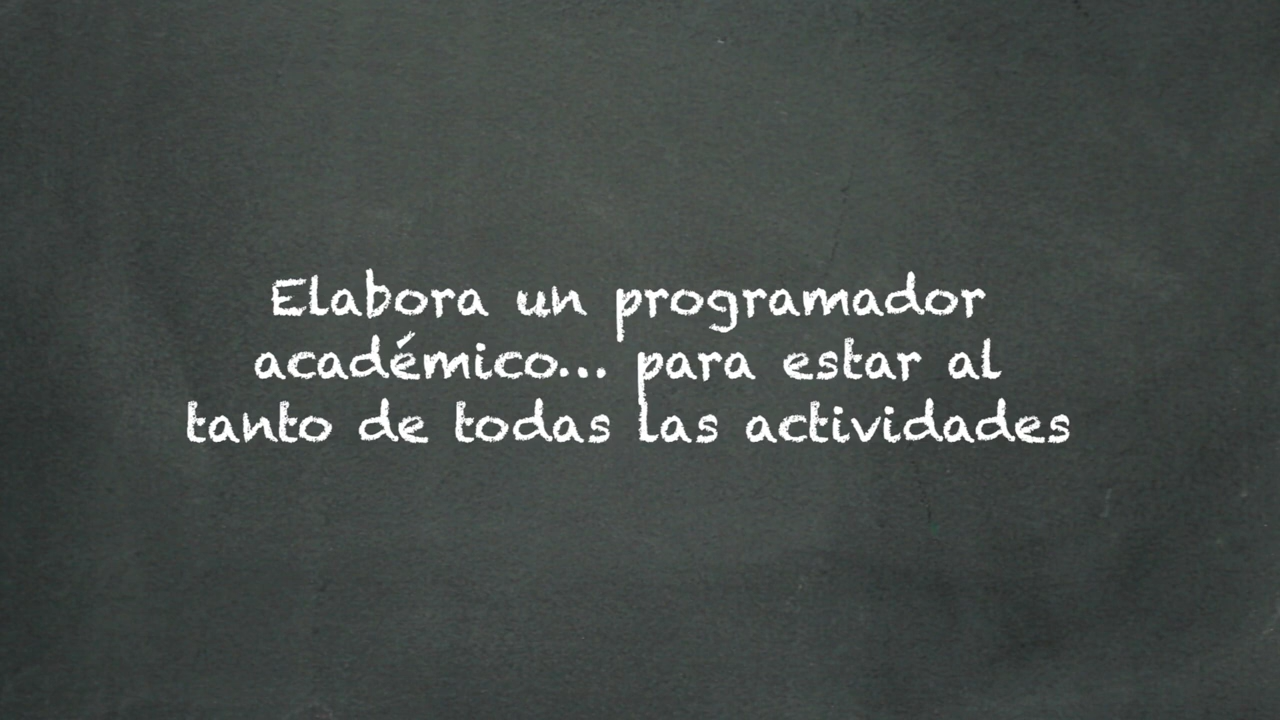 Elabora un programador
académico... para estar al
tanto de todas las actividades